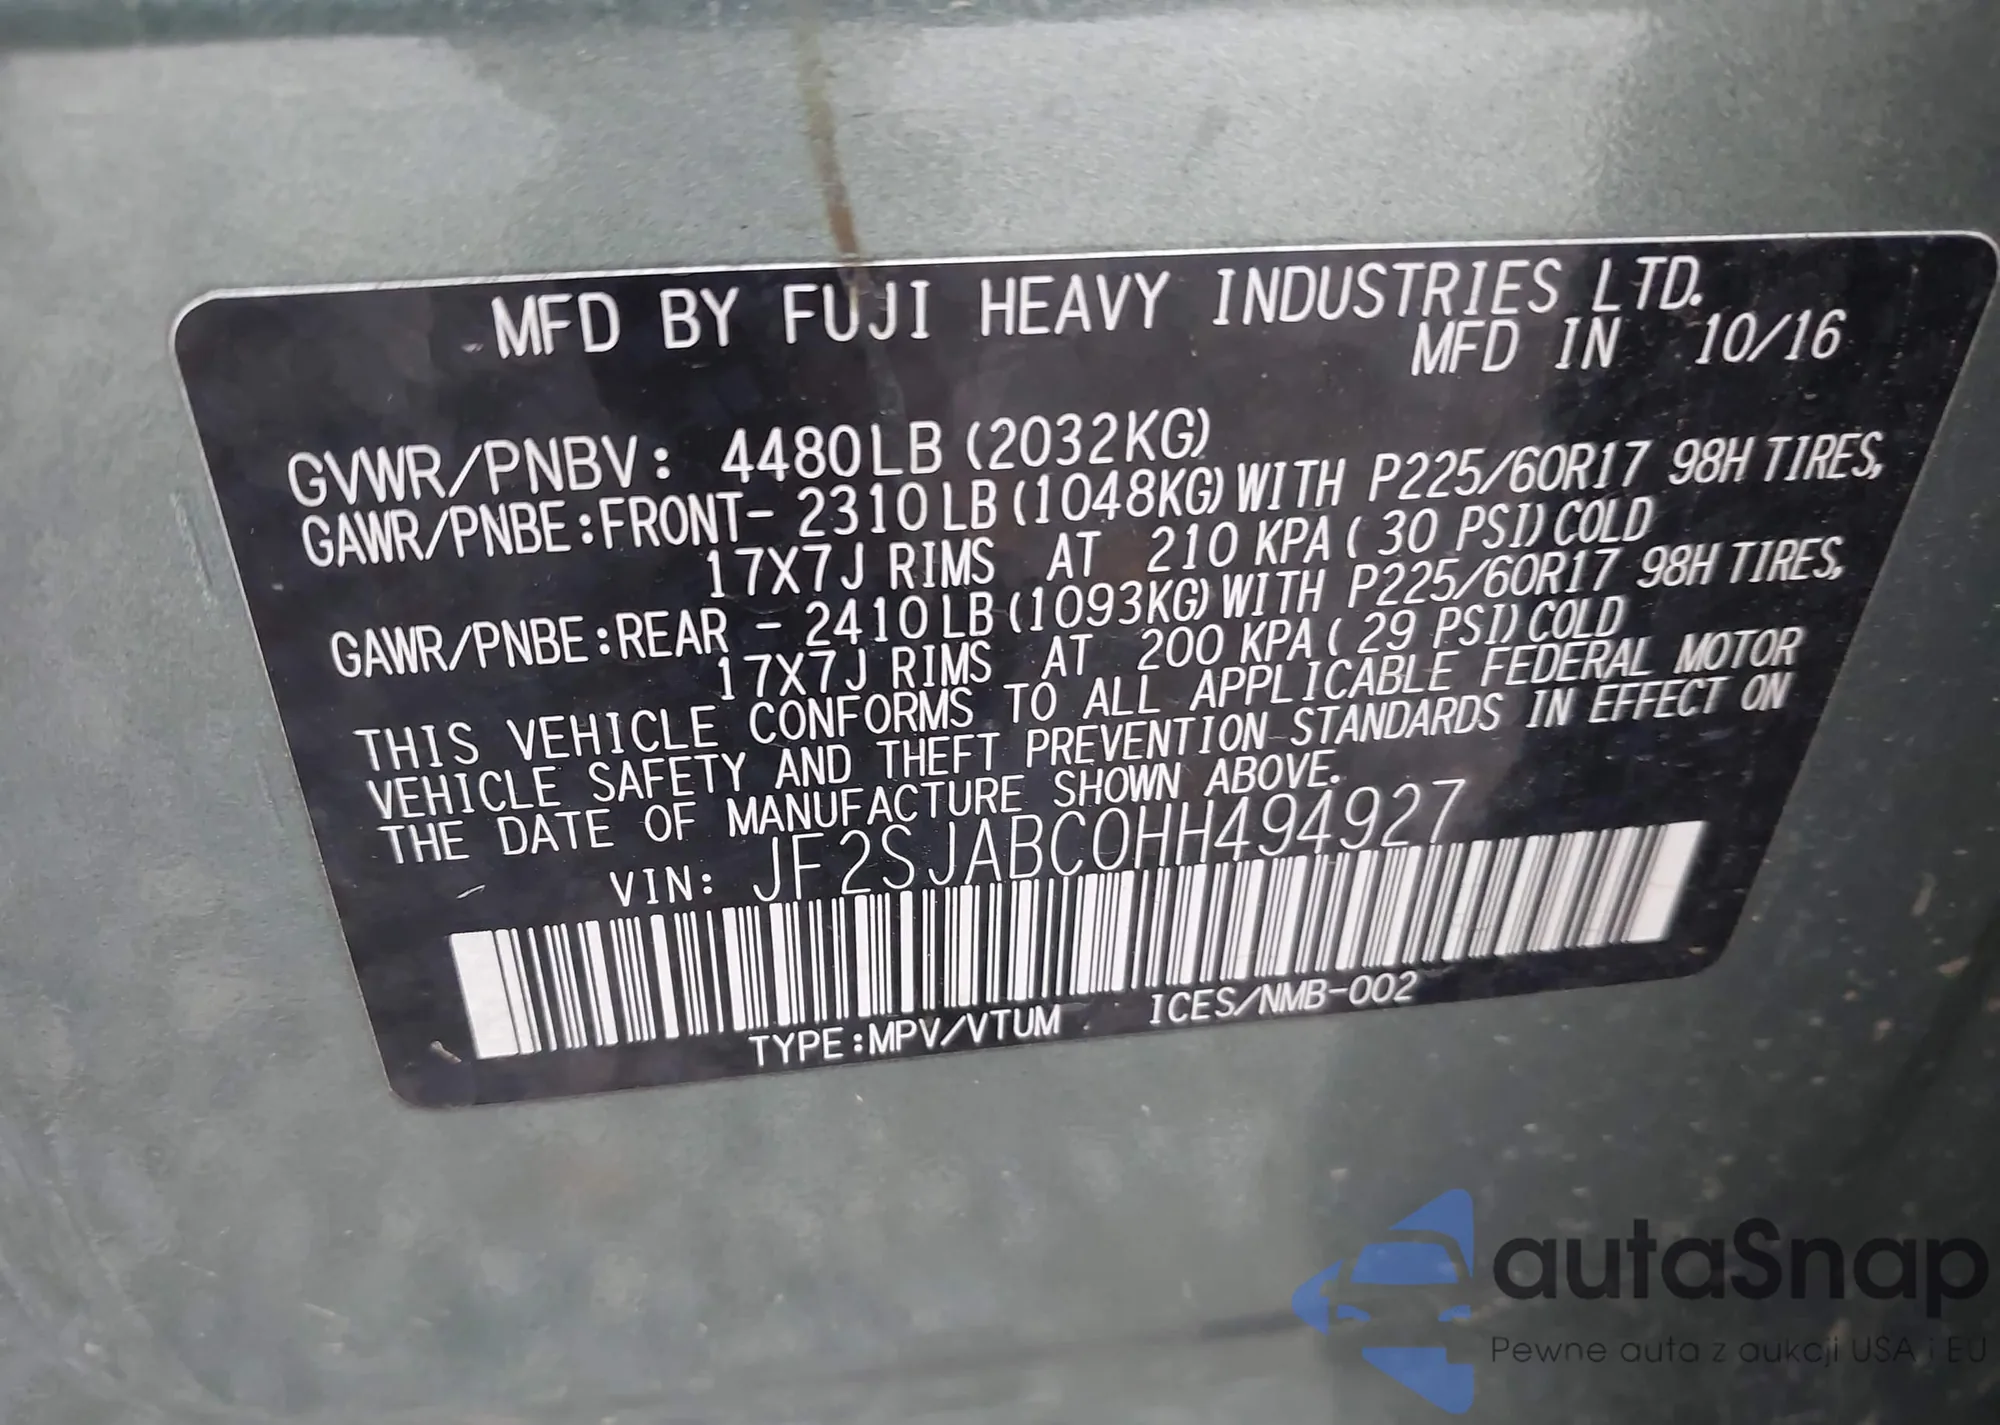 MFD BY FUJI HEAVY INDUSTRIES LTD.
MFD IN 10/16
GVWR/PNBV: 4480LB (2032KG)
GAWR/PNBE:FRONT- 2310LB (1048KG) WITH P225/60R17 98H TIRES,
17X7J RIMS AT 210 KPA ( 30 PSI) COLD
GAWR/PNBE:REAR - 2410LB (1093KG) WITH P225/60R17 98H TIRES,
17X7J RIMS AT 200 KPA ( 29 PSI) COLD
THIS VEHICLE CONFORMS TO ALL APPLICABLE FEDERAL MOTOR
VEHICLE SAFETY AND THEFT PREVENTION STANDARDS IN EFFECT ON
THE DATE OF MANUFACTURE SHOWN ABOVE.
VIN: JF2SJABC0HH494927
TYPE:MPV/VTUM ICES/NMB-002
autaSnap
Pewne auta z aukcji USA i EU